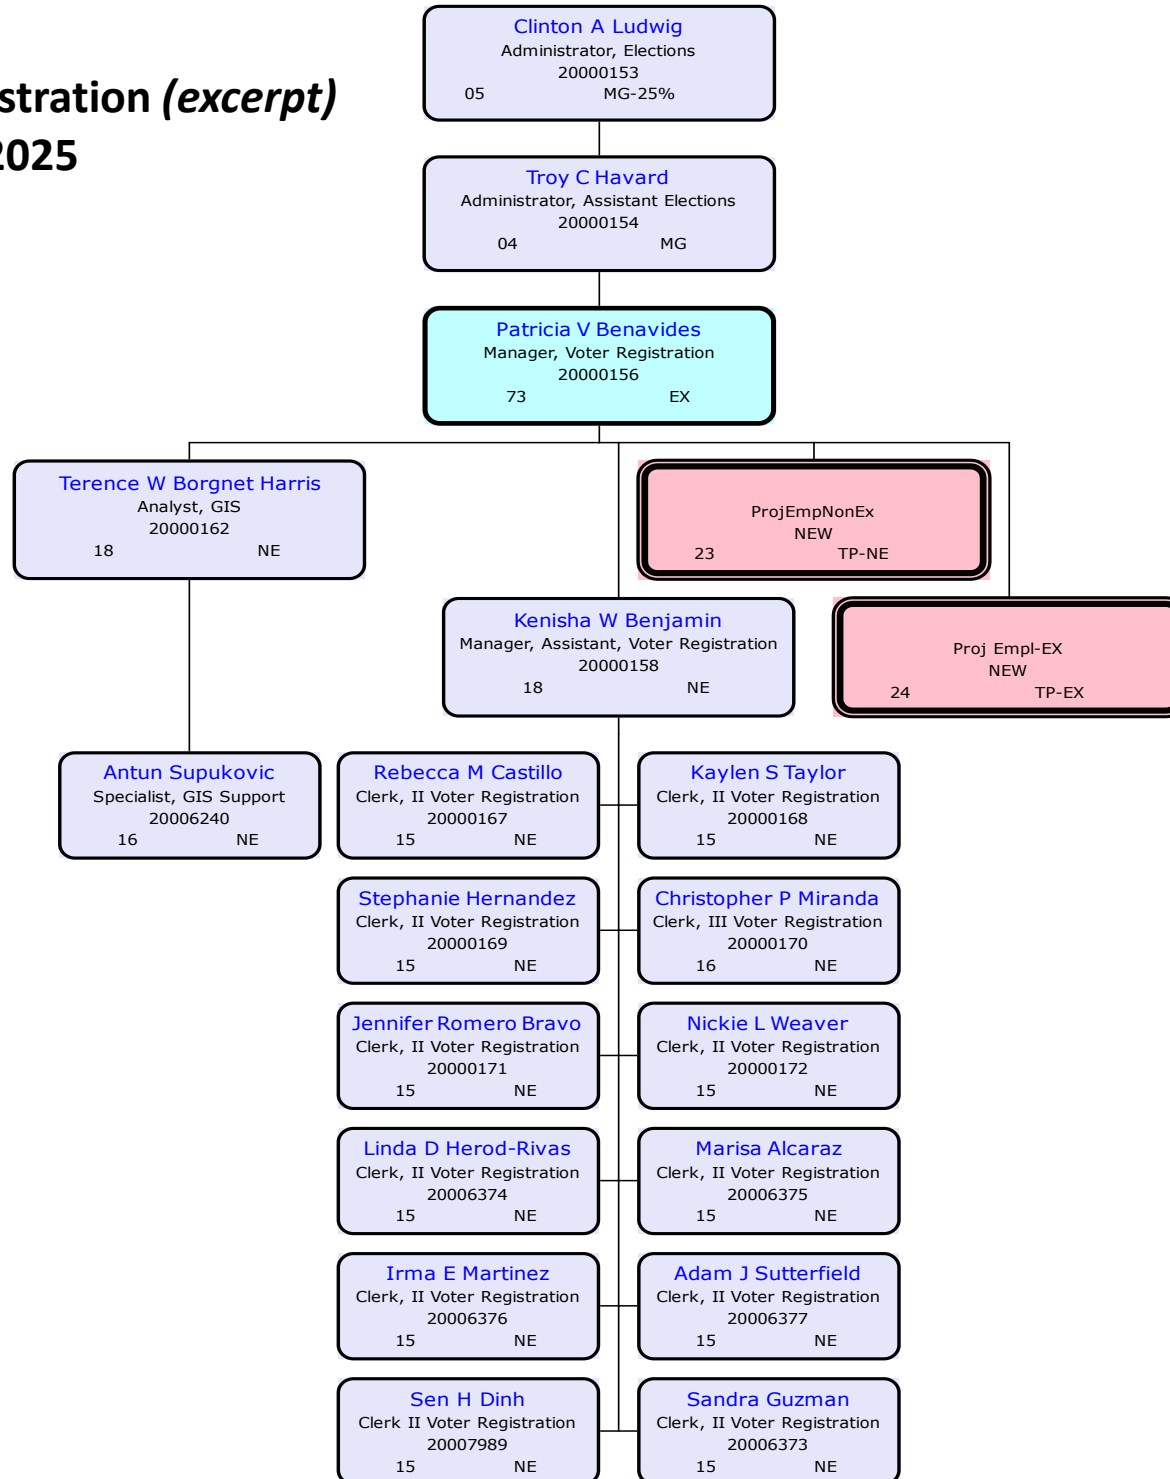 stration (excerpt)
2025
Clinton A Ludwig
Administrator, Elections
20000153
05 MG-25%
Troy C Havard
Administrator, Assistant Elections
20000154
04 MG
Patricia V Benavides
Manager, Voter Registration
20000156
73 EX
Terence W Borgnet Harris
Analyst, GIS
20000162
18 NE
ProjEmpNonEx
NEW
23 TP-NE
Kenisha W Benjamin
Manager, Assistant, Voter Registration
20000158
18 NE
Proj Empl-EX
NEW
24 TP-EX
Antun Supukovic
Specialist, GIS Support
20006240
16 NE
Rebecca M Castillo
Clerk, II Voter Registration
20000167
15 NE
Kaylen S Taylor
Clerk, II Voter Registration
20000168
15 NE
Stephanie Hernandez
Clerk, II Voter Registration
20000169
15 NE
Christopher P Miranda
Clerk, III Voter Registration
20000170
16 NE
Jennifer Romero Bravo
Clerk, II Voter Registration
20000171
15 NE
Nickie L Weaver
Clerk, II Voter Registration
20000172
15 NE
Linda D Herod-Rivas
Clerk, II Voter Registration
20006374
15 NE
Marisa Alcaraz
Clerk, II Voter Registration
20006375
15 NE
Irma E Martinez
Clerk, II Voter Registration
20006376
15 NE
Adam J Sutterfield
Clerk, II Voter Registration
20006377
15 NE
Sen H Dinh
Clerk II Voter Registration
20007989
15 NE
Sandra Guzman
Clerk, II Voter Registration
20006373
15 NE